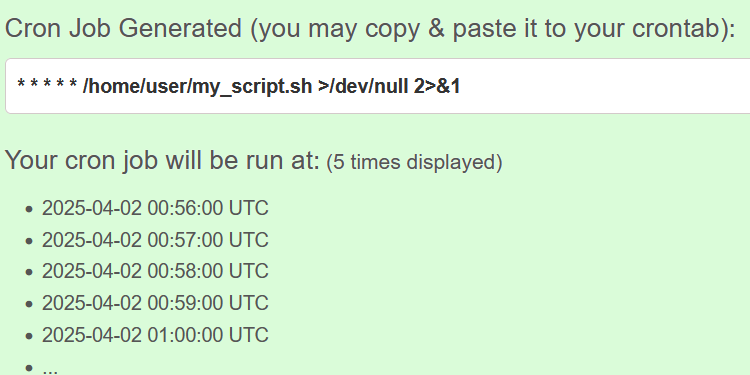 Cron Job Generated (you may copy & paste it to your crontab):
* * * * * /home/user/my_script.sh >/dev/null 2>&1
Your cron job will be run at: (5 times displayed)
• 2025-04-02 00:56:00 UTC
• 2025-04-02 00:57:00 UTC
• 2025-04-02 00:58:00 UTC
• 2025-04-02 00:59:00 UTC
• 2025-04-02 01:00:00 UTC
• ...